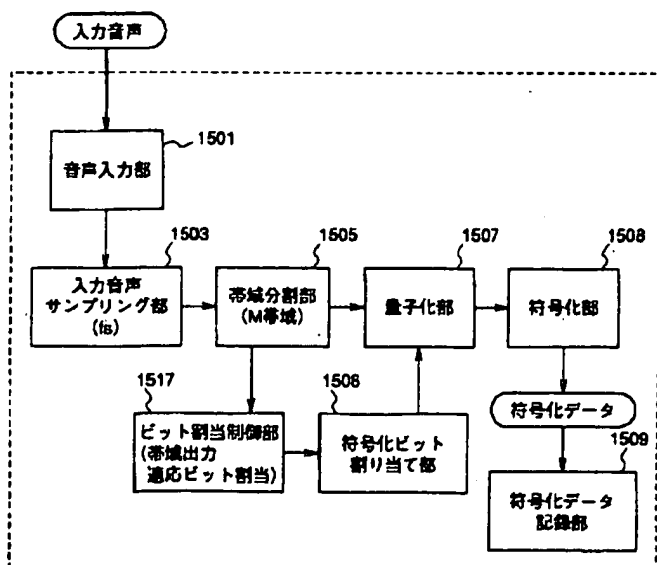 入力音声
1501
音声入力部
1503
入力音声
サンプリング部
(fs)
1505
帯域分割部
(M帯域)
1507
量子化部
1508
符号化部
1517
ビット割当制御部
(帯域出力
適応ビット割当)
1506
符号化ビット
割り当て部
符号化データ
1509
符号化データ
記録部